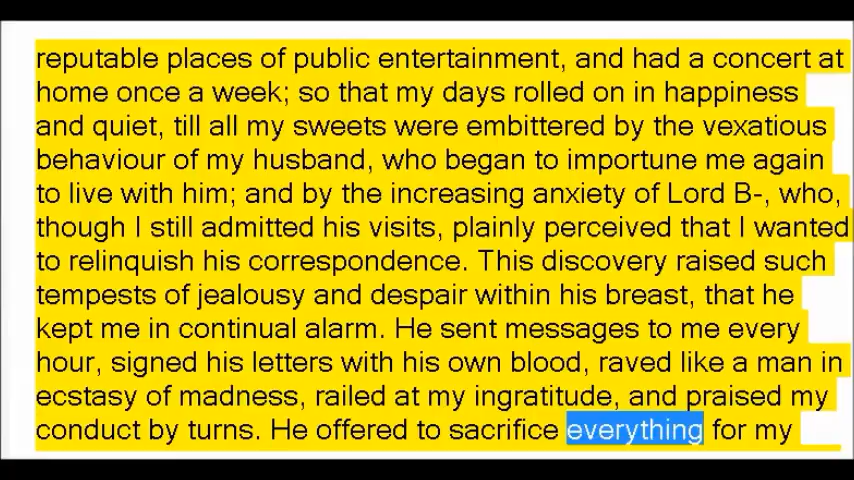 reputable places of public entertainment, and had a concert at
home once a week; so that my days rolled on in happiness
and quiet, till all my sweets were embittered by the vexatious
behaviour of my husband, who began to importune me again
to live with him; and by the increasing anxiety of Lord B-, who,
though I still admitted his visits, plainly perceived that I wanted
to relinquish his correspondence. This discovery raised such
tempests of jealousy and despair within his breast, that he
kept me in continual alarm. He sent messages to me every
hour, signed his letters with his own blood, raved like a man in
ecstasy of madness, railed at my ingratitude, and praised my
conduct by turns. He offered to sacrifice everything for my